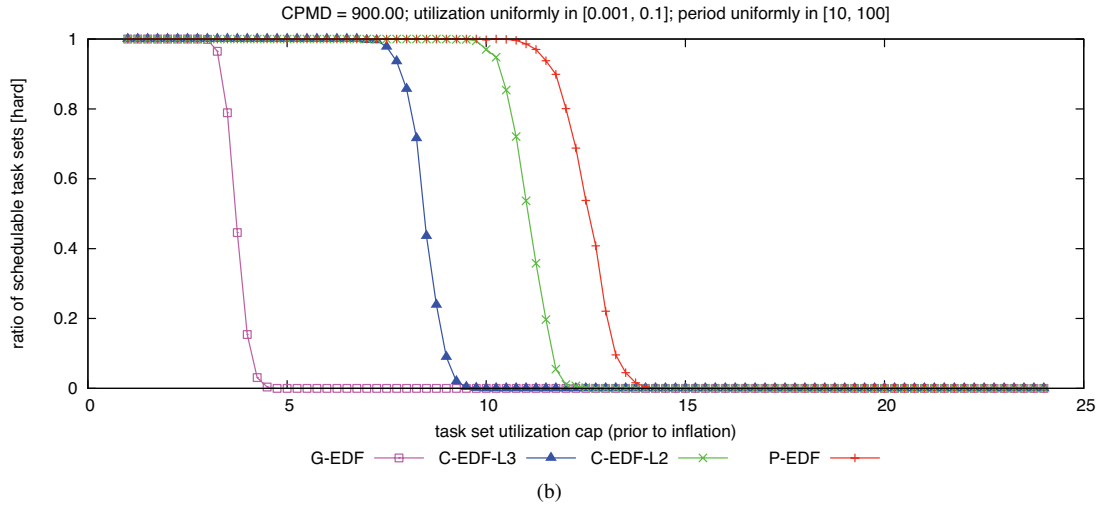 CPMD = 900.00; utilization uniformly in [0.001, 0.1]; period uniformly in [10, 100]
1
0.8
0.6
0.4
0.2
0
ratio of schedulable task sets [hard]
0 5 10 15 20 25
task set utilization cap (prior to inflation)
G-EDF C-EDF-L3 C-EDF-L2 P-EDF
(b)